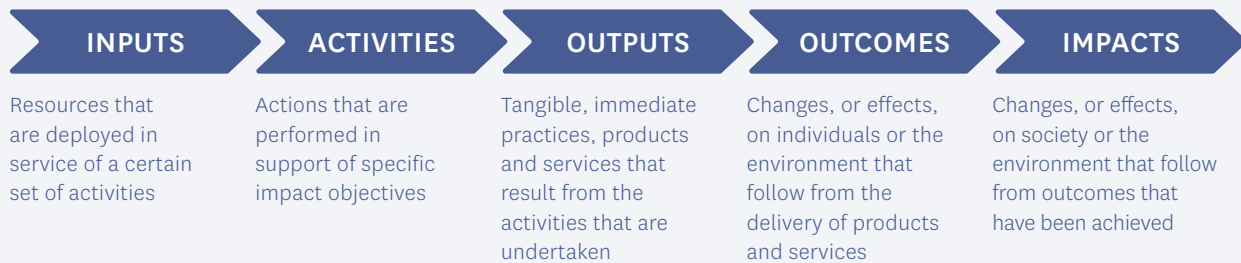 INPUTS
Resources that
are deployed in
service of a certain
set of activities
ACTIVITIES
Actions that are
performed in
support of specific
impact objectives
OUTPUTS
Tangible, immediate
practices, products
and services that
result from the
activities that are
undertaken
OUTCOMES
Changes, or effects,
on individuals or the
environment that
follow from the
delivery of products
and services
IMPACTS
Changes, or effects,
on society or the
environment that follow
from outcomes that
have been achieved